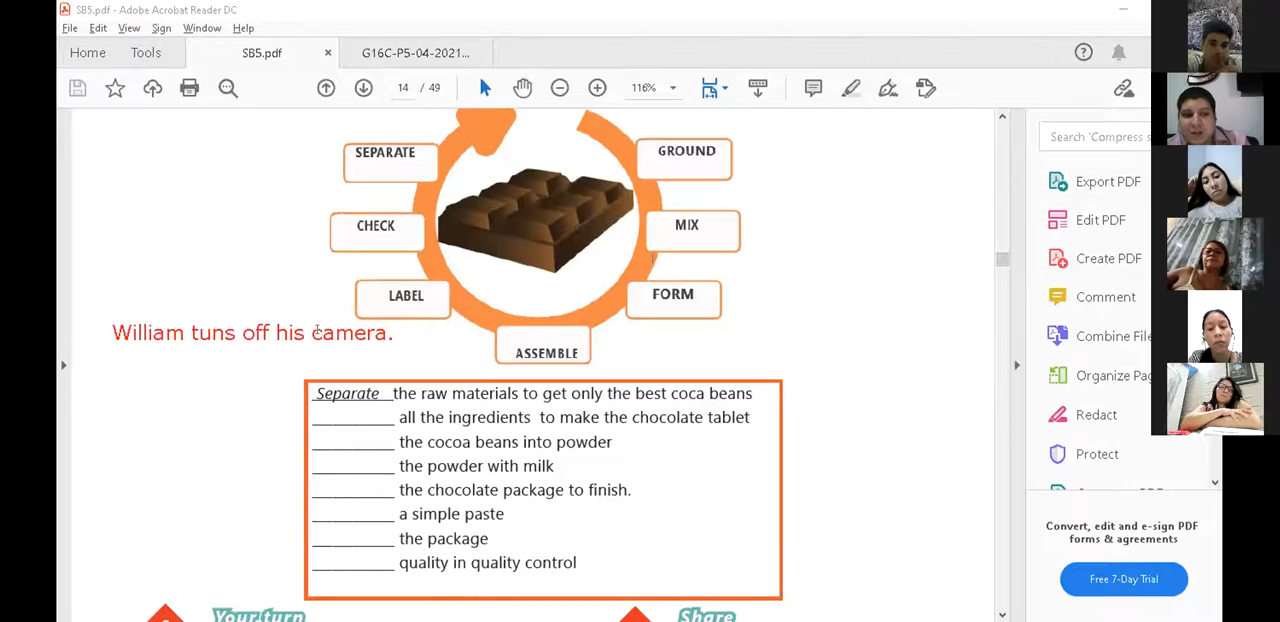 SB5.pdf - Adobe Acrobat Reader DC
File Edit View Sign Window Help
Home Tools SB5.pdf × G16C-P5-04-2021...
14 / 49 116%
SEPARATE GROUND
CHECK MIX
LABEL FORM
ASSEMBLE
William tuns off his camera.
Separate the raw materials to get only the best coca beans
all the ingredients to make the chocolate tablet
the cocoa beans into powder
the powder with milk
the chocolate package to finish.
a simple paste
the package
quality in quality control
Your turn Share
Search 'Compress
Export PDF
Edit PDF
Create PDF
Comment
Combine File
Organize Pag
Redact
Protect
Convert, edit and e-sign PDF
forms & agreements
Free 7-Day Trial